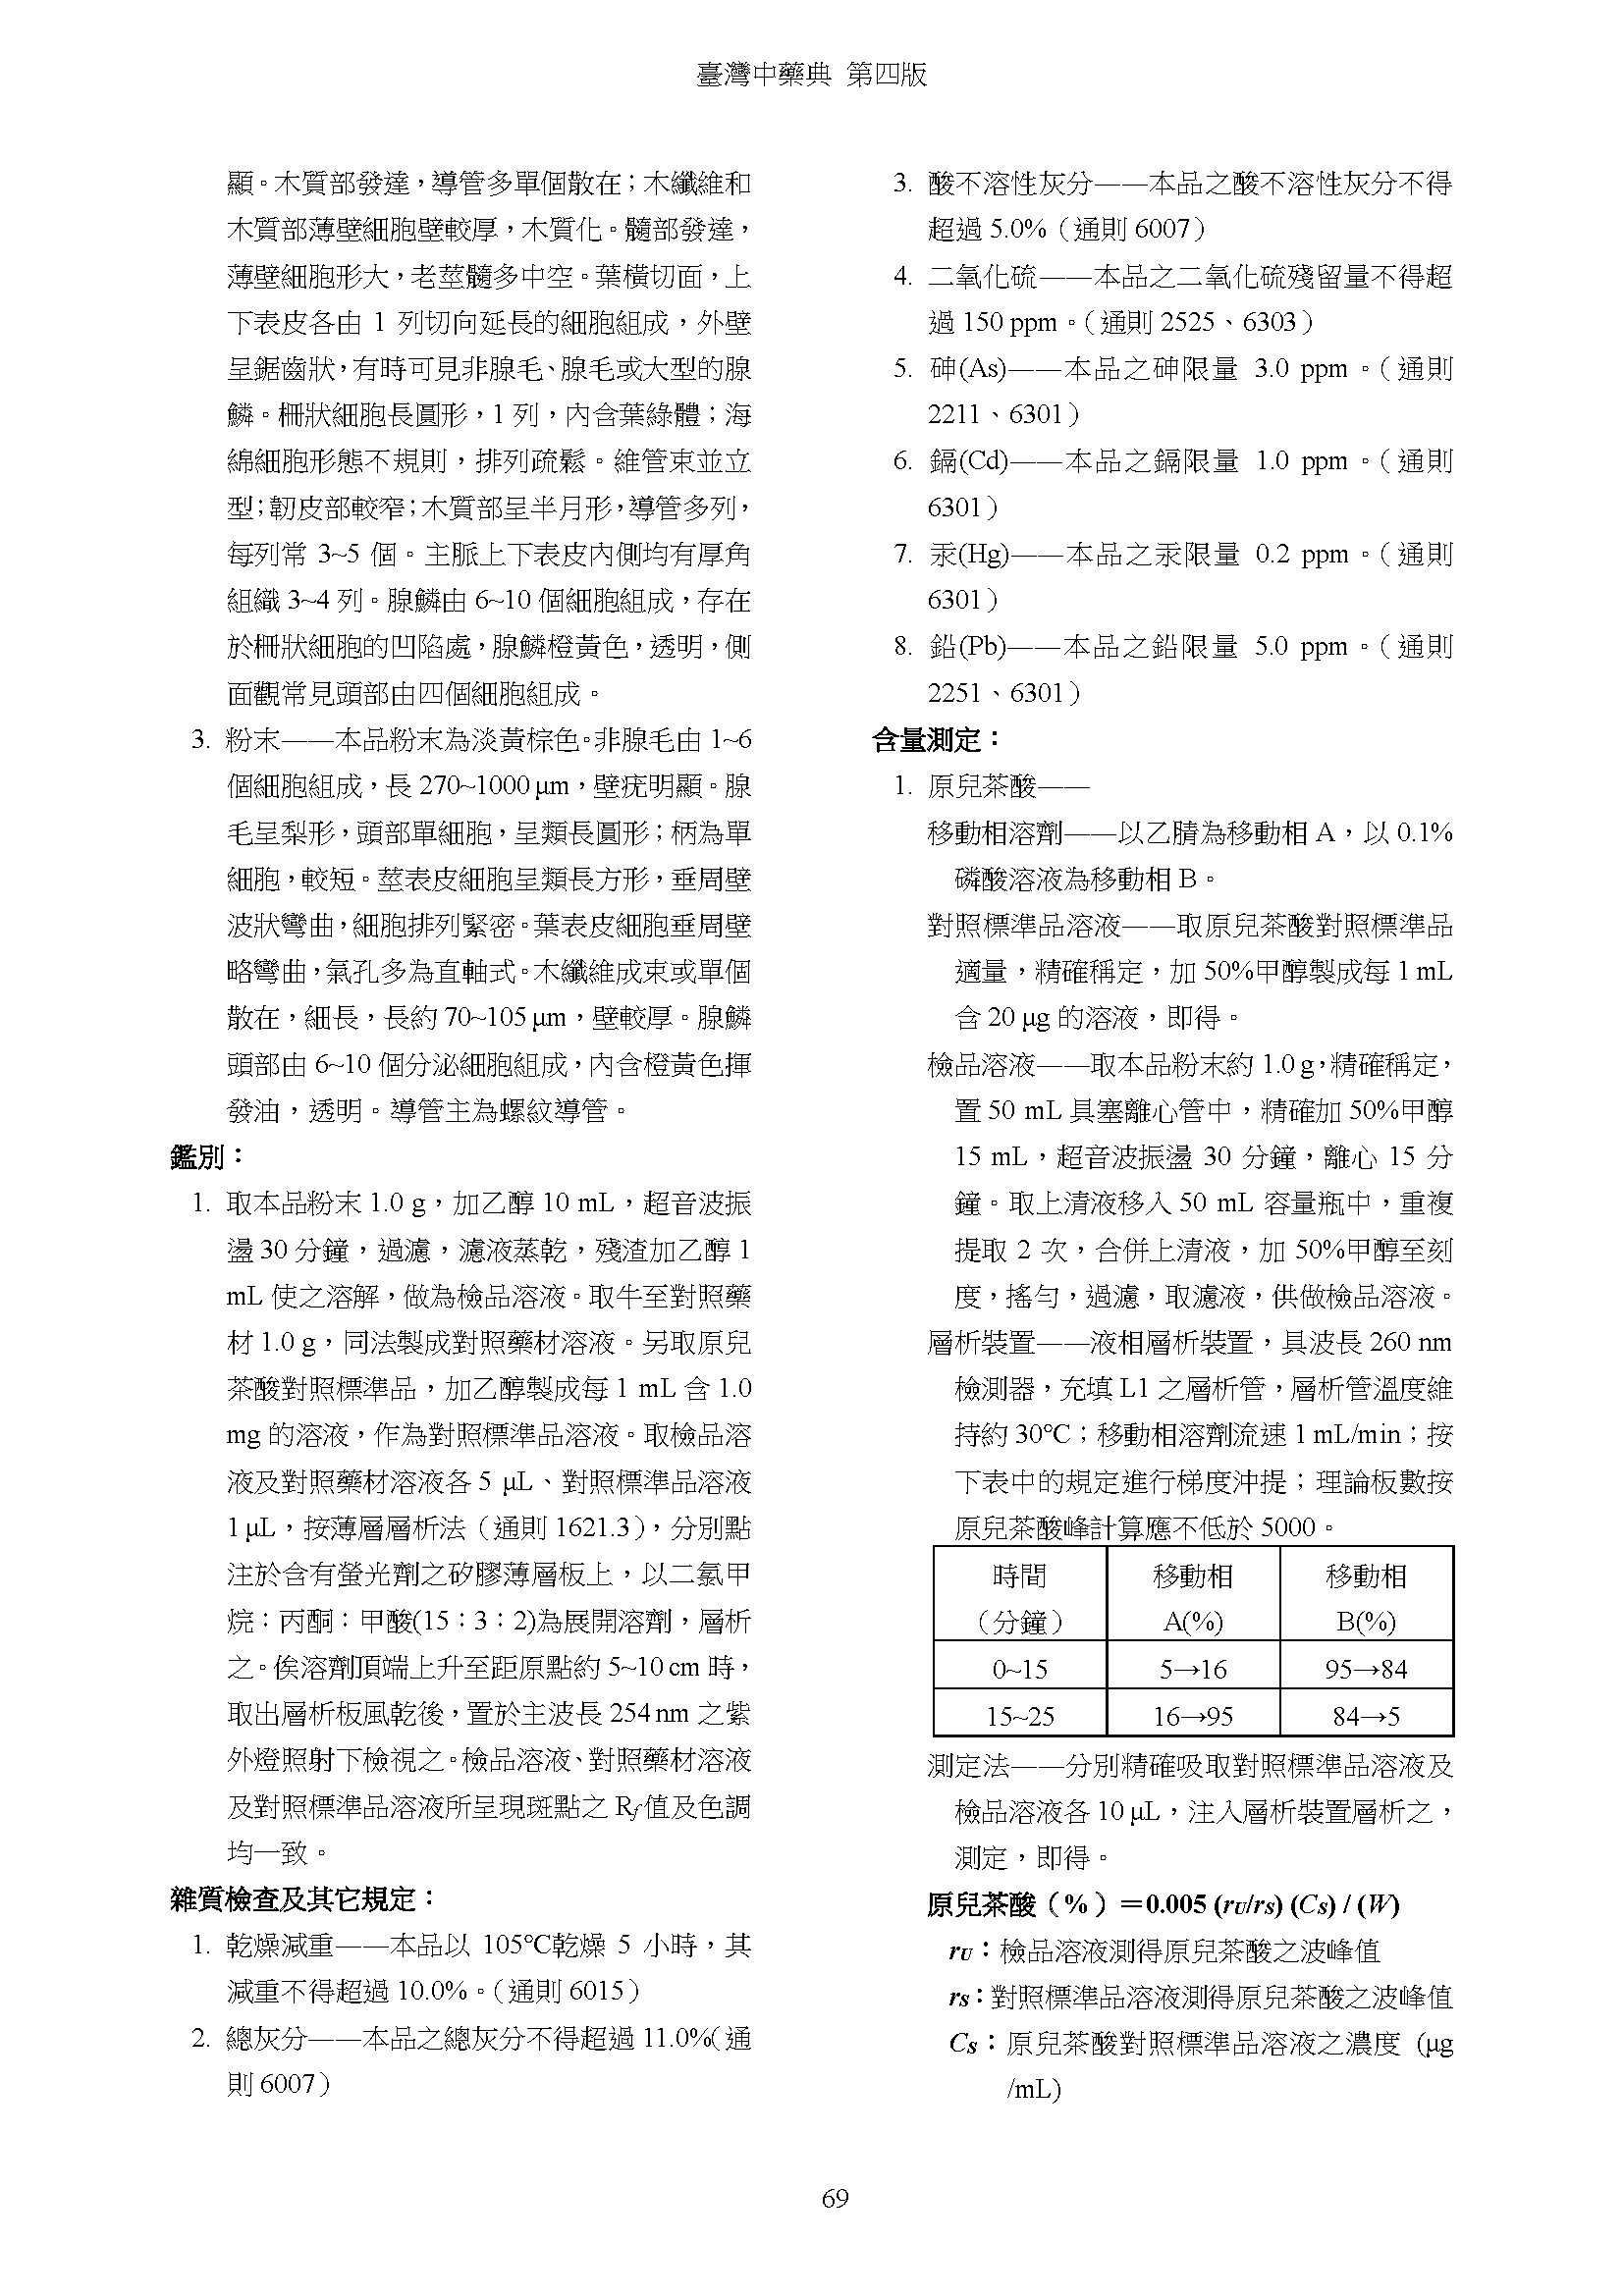 臺灣中藥典 第四版
顯。木質部發達，導管多單個散在；木纖維和
木質部薄壁細胞壁較厚，木質化。髓部發達，
薄壁細胞形大，老莖髓多中空。葉橫切面，上
下表皮各由 1 列切向延長的細胞組成，外壁
呈鋸齒狀，有時可見非腺毛、腺毛或大型的腺
鱗。柵狀細胞長圓形，1 列，內含葉綠體；海
綿細胞形態不規則，排列疏鬆。維管束並立
型；韌皮部較窄；木質部呈半月形，導管多列，
每列常 3~5 個。主脈上下表皮內側均有厚角
組織 3~4 列。腺鱗由 6~10 個細胞組成，存在
於柵狀細胞的凹陷處，腺鱗橙黃色，透明，側
面觀常見頭部由四個細胞組成。
3. 粉末——本品粉末為淡黃棕色。非腺毛由 1~6
個細胞組成，長 270~1000 μm，壁疣明顯。腺
毛呈梨形，頭部單細胞，呈類長圓形；柄為單
細胞，較短。莖表皮細胞呈類長方形，垂周壁
波狀彎曲，細胞排列緊密。葉表皮細胞垂周壁
略彎曲，氣孔多為直軸式。木纖維成束或單個
散在，細長，長約 70~105 μm，壁較厚。腺鱗
頭部由 6~10 個分泌細胞組成，內含橙黃色揮
發油，透明。導管主為螺紋導管。
鑑別：
1. 取本品粉末 1.0 g，加乙醇 10 mL，超音波振
盪 30 分鐘，過濾，濾液蒸乾，殘渣加乙醇 1
mL 使之溶解，做為檢品溶液。取牛至對照藥
材 1.0 g，同法製成對照藥材溶液。另取原兒
茶酸對照標準品，加乙醇製成每 1 mL 含 1.0
mg 的溶液，作為對照標準品溶液。取檢品溶
液及對照藥材溶液各 5 μL、對照標準品溶液
1 μL，按薄層層析法（通則 1621.3），分別點
注於含有螢光劑之矽膠薄層板上，以二氯甲
烷：丙酮：甲酸(15：3：2)為展開溶劑，層析
之。俟溶劑頂端上升至距原點約 5~10 cm 時，
取出層析板風乾後，置於主波長 254 nm 之紫
外燈照射下檢視之。檢品溶液、對照藥材溶液
及對照標準品溶液所呈現斑點之 Rf 值及色調
均一致。
雜質檢查及其它規定：
1. 乾燥減重——本品以 105℃乾燥 5 小時，其
減重不得超過 10.0%。（通則 6015）
2. 總灰分——本品之總灰分不得超過 11.0%（通
則 6007）
3. 酸不溶性灰分——本品之酸不溶性灰分不得
超過 5.0%（通則 6007）
4. 二氧化硫——本品之二氧化硫殘留量不得超
過 150 ppm。（通則 2525、6303）
5. 砷(As)——本品之砷限量 3.0 ppm。（通則
2211、6301）
6. 鎘(Cd)——本品之鎘限量 1.0 ppm。（通則
6301）
7. 汞(Hg)——本品之汞限量 0.2 ppm。（通則
6301）
8. 鉛(Pb)——本品之鉛限量 5.0 ppm。（通則
2251、6301）
含量測定：
1. 原兒茶酸——
移動相溶劑——以乙腈為移動相 A，以 0.1%
磷酸溶液為移動相 B。
對照標準品溶液——取原兒茶酸對照標準品
適量，精確稱定，加 50%甲醇製成每 1 mL
含 20 μg 的溶液，即得。
檢品溶液——取本品粉末約 1.0 g，精確稱定，
置 50 mL 具塞離心管中，精確加 50%甲醇
15 mL，超音波振盪 30 分鐘，離心 15 分
鐘。取上清液移入 50 mL 容量瓶中，重複
提取 2 次，合併上清液，加 50%甲醇至刻
度，搖勻，過濾，取濾液，供做檢品溶液。
層析裝置——液相層析裝置，具波長 260 nm
檢測器，充填 L1 之層析管，層析管溫度維
持約 30℃；移動相溶劑流速 1 mL/min；按
下表中的規定進行梯度沖提；理論板數按
原兒茶酸峰計算應不低於 5000。
時間 移動相 移動相
（分鐘） A(%) B(%)
0~15 5→16 95→84
15~25 16→95 84→5
測定法——分別精確吸取對照標準品溶液及
檢品溶液各 10 μL，注入層析裝置層析之，
測定，即得。
原兒茶酸（%）＝0.005 (rU/rS) (CS) / (W)
rU：檢品溶液測得原兒茶酸之波峰值
rS：對照標準品溶液測得原兒茶酸之波峰值
CS：原兒茶酸對照標準品溶液之濃度 (μg
/mL)
69